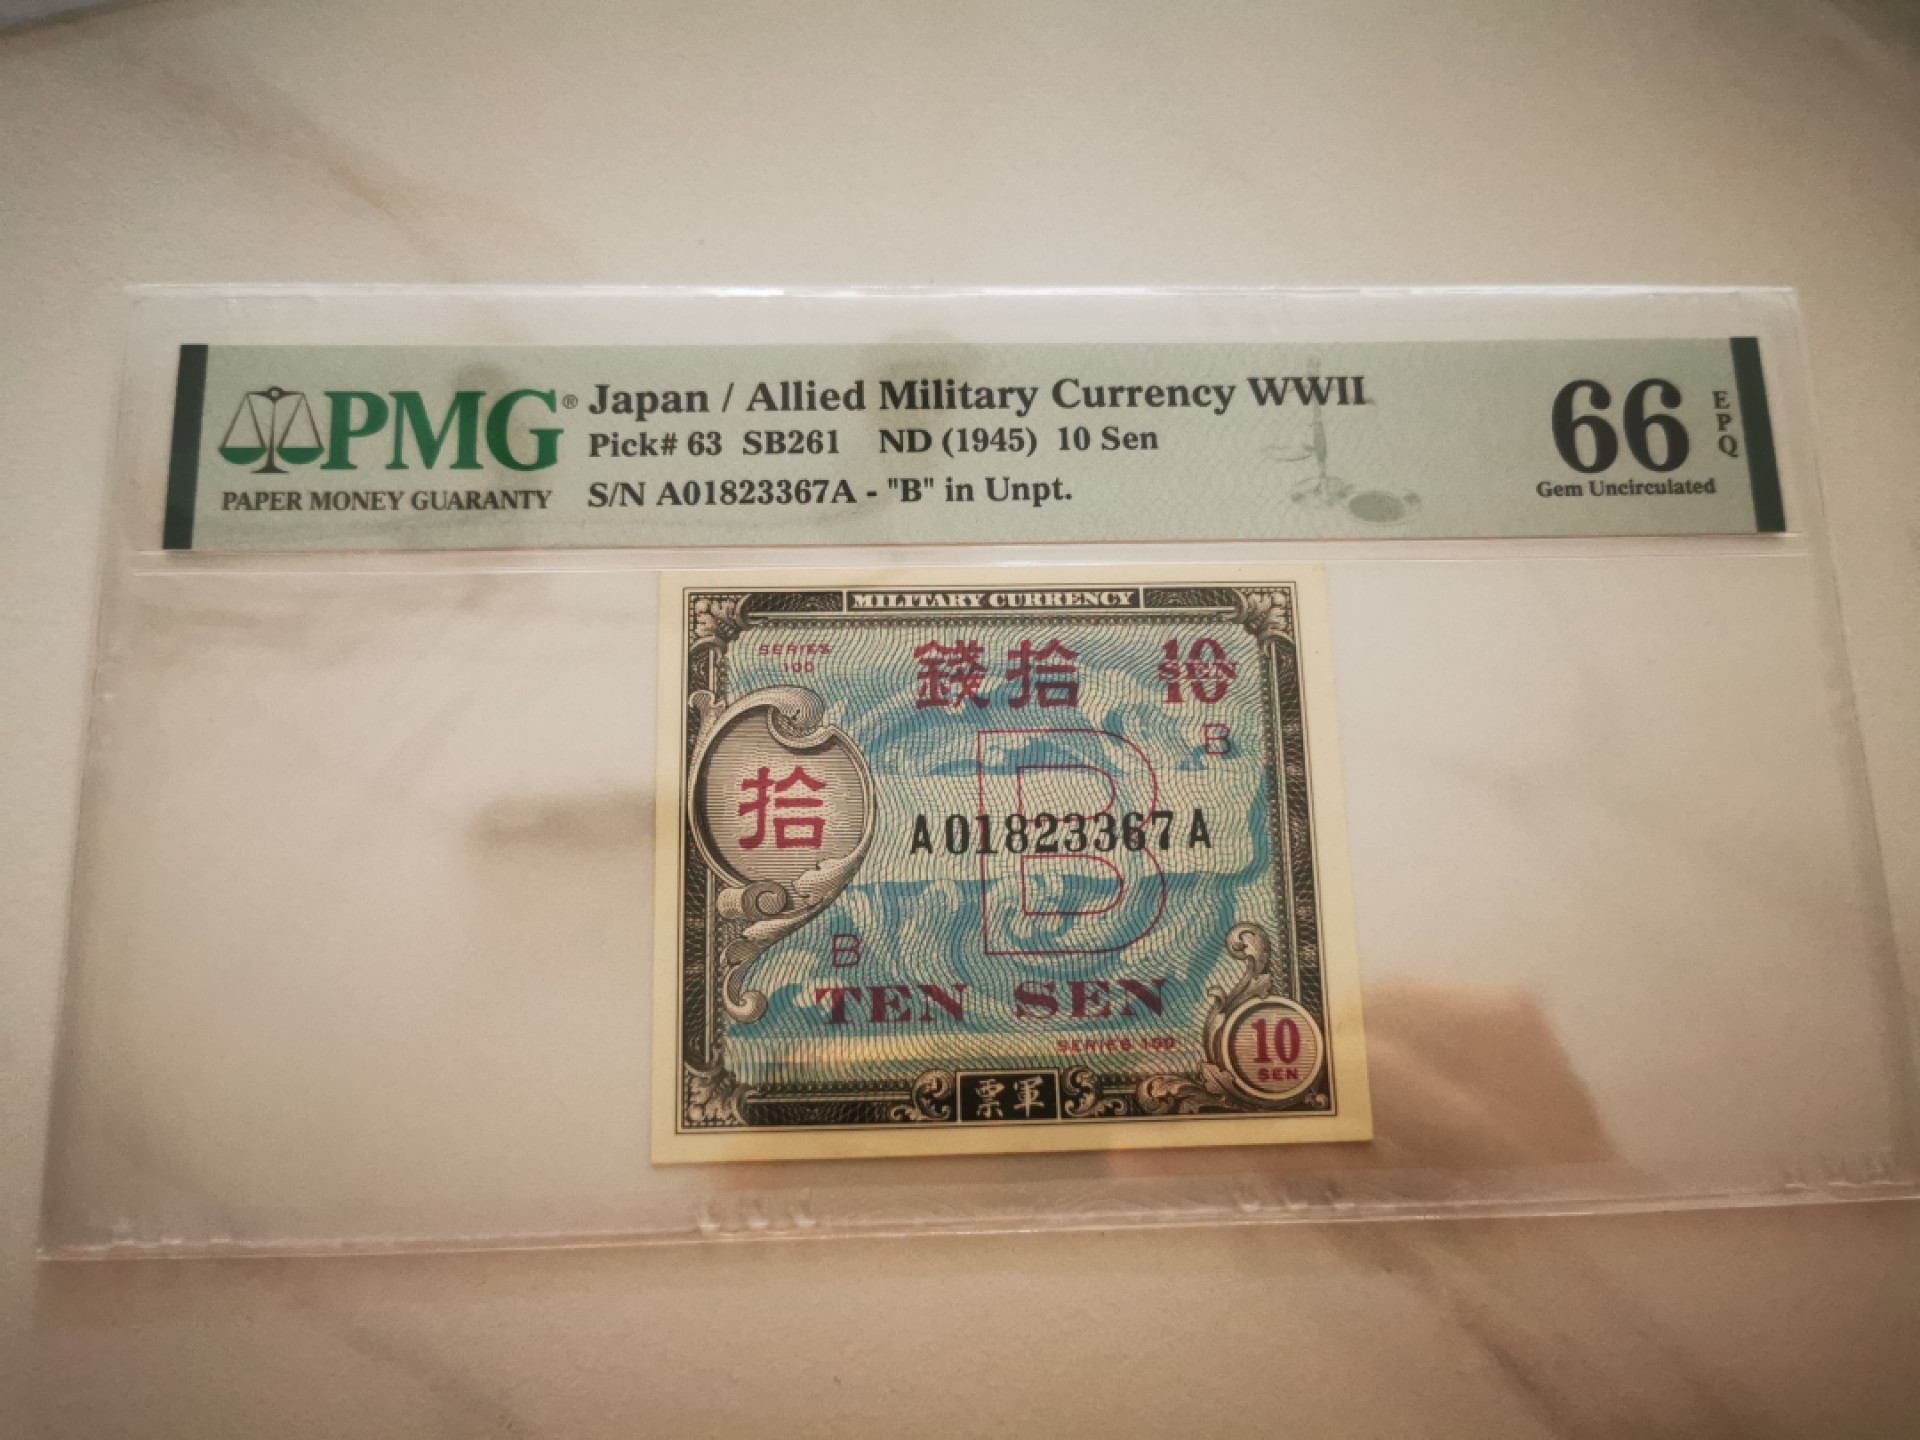 PMG®
PAPER MONEY GUARANTY
Japan / Allied Military Currency WWII
Pick# 63 SB261 ND (1945) 10 Sen
S/N A01823367A - "B" in Unpt.
66
EPQ
Gem Uncirculated
MILITARY CURRENCY
SERIES
100
錢拾
10
SEN
B
拾
B
A01823367A
B
TEN SEN
SERIES 100
10
SEN
票軍